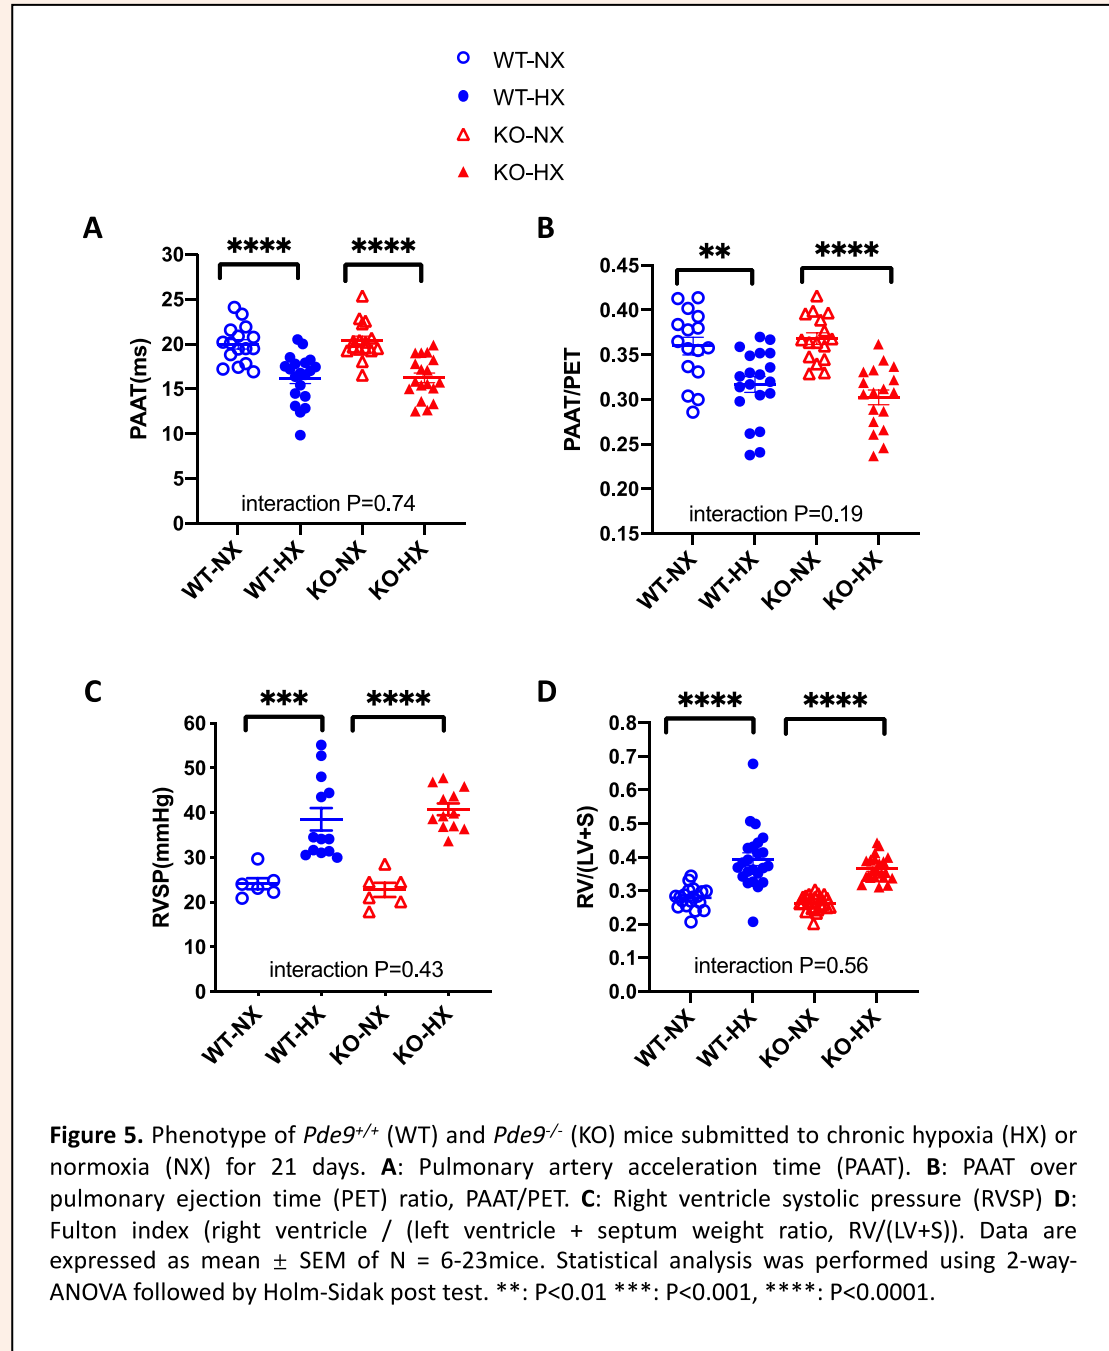 WT-NX
WT-HX
KO-NX
KO-HX
A
PAAT(ms)
30
25
20
15
10
5
0
**** ****
interaction P=0.74
WT-NX WT-HX KO-NX KO-HX
B
PAAT/PET
0.45
0.40
0.35
0.30
0.25
0.20
0.15
** ****
interaction P=0.19
WT-NX WT-HX KO-NX KO-HX
C
RVSP(mmHg)
60
50
40
30
20
10
0
*** ****
interaction P=0.43
WT-NX WT-HX KO-NX KO-HX
D
RV/(LV+S)
0.8
0.7
0.6
0.5
0.4
0.3
0.2
0.1
0.0
**** ****
interaction P=0.56
WT-NX WT-HX KO-NX KO-HX
Figure 5. Phenotype of Pde9+/+ (WT) and Pde9-/- (KO) mice submitted to chronic hypoxia (HX) or
normoxia (NX) for 21 days. A: Pulmonary artery acceleration time (PAAT). B: PAAT over
pulmonary ejection time (PET) ratio, PAAT/PET. C: Right ventricle systolic pressure (RVSP) D:
Fulton index (right ventricle / (left ventricle + septum weight ratio, RV/(LV+S)). Data are
expressed as mean ± SEM of N = 6-23mice. Statistical analysis was performed using 2-way-
ANOVA followed by Holm-Sidak post test. **: P<0.01 ***: P<0.001, ****: P<0.0001.